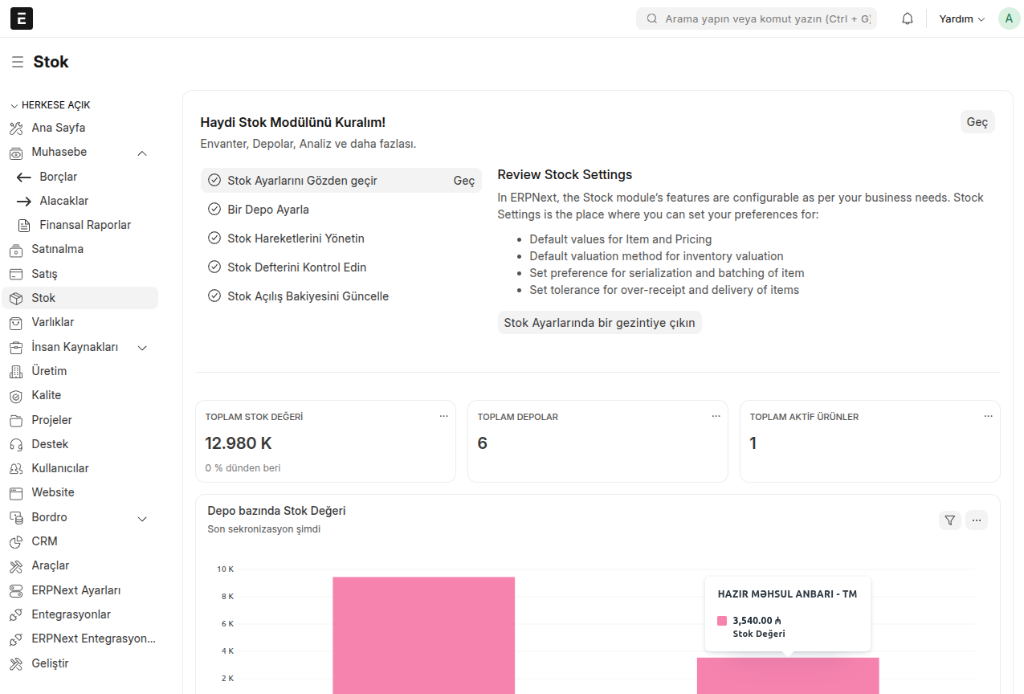 E
Arama yapın veya komut yazın (Ctrl + G)
Yardım
A
Stok
HERKESE AÇIK
Ana Sayfa
Muhasebe
Borçlar
Alacaklar
Finansal Raporlar
Satınalma
Satış
Stok
Varlıklar
İnsan Kaynakları
Üretim
Kalite
Projeler
Destek
Kullanıcılar
Website
Bordro
CRM
Araçlar
ERPNext Ayarları
Entegrasyonlar
ERPNext Entegrasyon...
Geliştir
Haydi Stok Modülünü Kuralım!
Geç
Envanter, Depolar, Analiz ve daha fazlası.
Stok Ayarlarını Gözden geçir
Geç
Bir Depo Ayarla
Stok Hareketlerini Yönetin
Stok Defterini Kontrol Edin
Stok Açılış Bakiyesini Güncelle
Review Stock Settings
In ERPNext, the Stock module's features are configurable as per your business needs. Stock
Settings is the place where you can set your preferences for:
• Default values for Item and Pricing
• Default valuation method for inventory valuation
• Set preference for serialization and batching of item
• Set tolerance for over-receipt and delivery of items
Stok Ayarlarında bir gezintiye çıkın
TOPLAM STOK DEĞERİ
12.980 K
0 % dünden beri
TOPLAM DEPOLAR
6
TOPLAM AKTİF ÜRÜNLER
1
Depo bazında Stok Değeri
Son sekronizasyon şimdi
10 K
8 K
6 K
4 K
2 K
HAZIR MƏHSUL ANBARI - TM
3,540.00 ₼
Stok Değeri